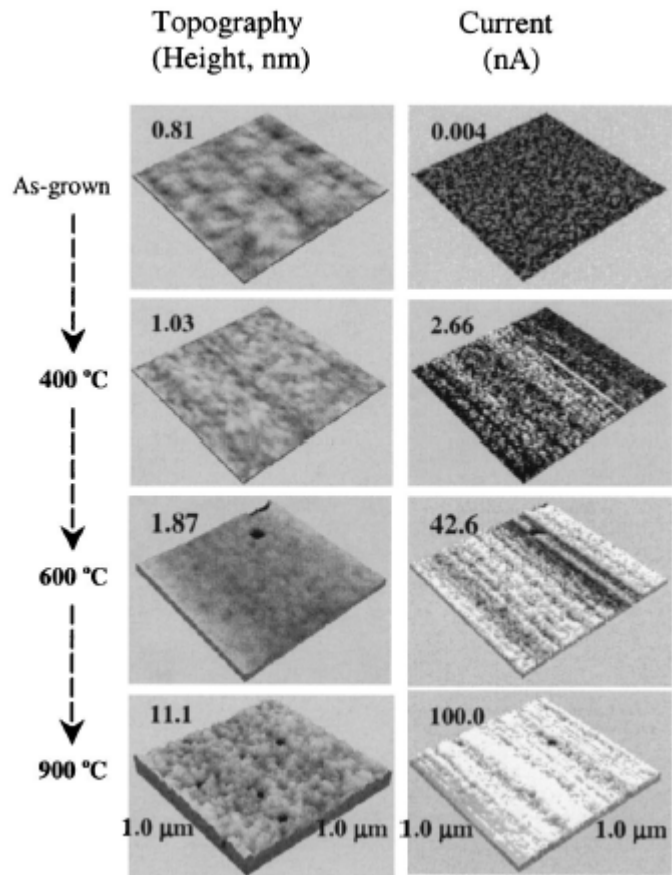 Topography
(Height, nm)
Current
(nA)
As-grown
0.81
0.004
400 °C
1.03
2.66
600 °C
1.87
42.6
900 °C
11.1
100.0
1.0 μm
1.0 μm
1.0 μm
1.0 μm